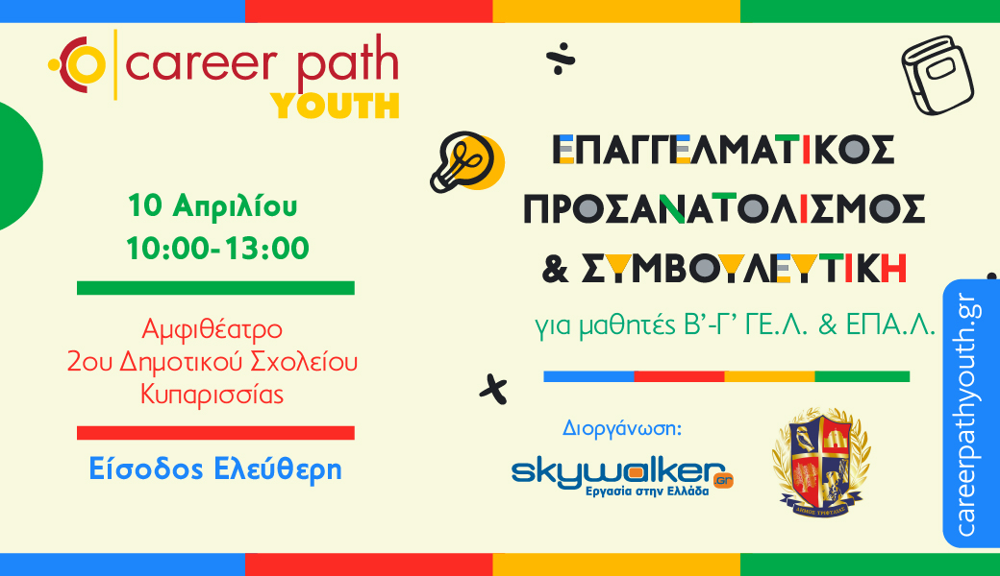 career path
YOUTH
10 Απριλίου
10:00-13:00
Αμφιθέατρο
2ου Δημοτικού Σχολείου
Κυπαρισσίας
Είσοδος Ελεύθερη
ΕΠΑΓΓΕΛΜΑΤΙΚΟΣ
ΠΡΟΣΑΝΑΤΟΛΙΣΜΟΣ
& ΣΥΜΒΟΥΛΕΥΤΙΚΗ
για μαθητές Β’-Γ’ ΓΕ.Λ. & ΕΠΑ.Λ.
Διοργάνωση:
skywalker.GR
Εργασία στην Ελλάδα
ΔΗΜΟΣ ΤΡΙΦΥΛΙΑΣ
careerpathyouth.gr